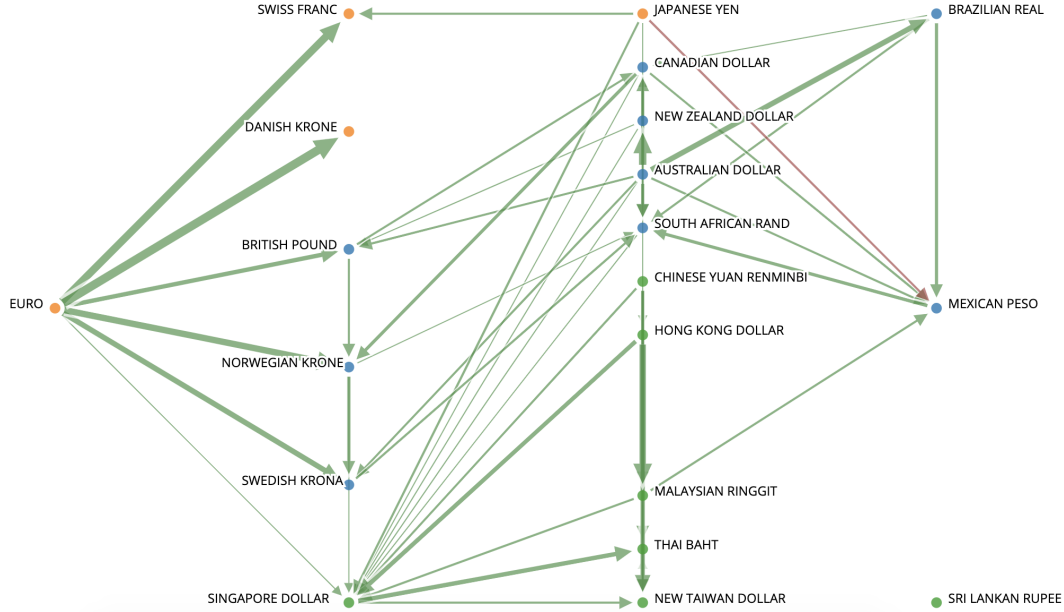 SWISS FRANC
JAPANESE YEN
BRAZILIAN REAL
CANADIAN DOLLAR
NEW ZEALAND DOLLAR
DANISH KRONE
AUSTRALIAN DOLLAR
SOUTH AFRICAN RAND
BRITISH POUND
CHINESE YUAN RENMINBI
EURO
MEXICAN PESO
HONG KONG DOLLAR
NORWEGIAN KRONE
SWEDISH KRONA
MALAYSIAN RINGGIT
THAI BAHT
SINGAPORE DOLLAR
NEW TAIWAN DOLLAR
SRI LANKAN RUPEE